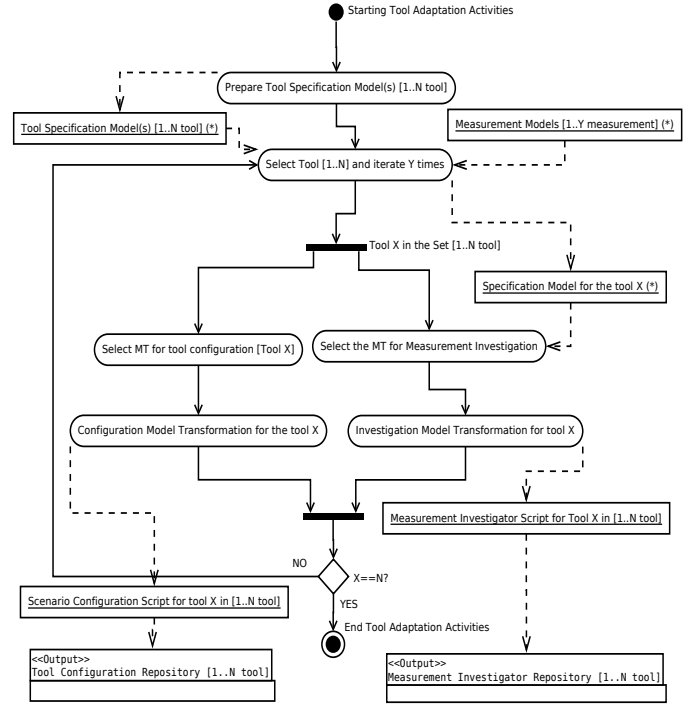 Starting Tool Adaptation Activities
Prepare Tool Specification Model(s) [1..N tool]
Tool Specification Model(s) [1..N tool] (*)
Measurement Models [1..Y measurement] (*)
Select Tool [1..N] and iterate Y times
Tool X in the Set [1..N tool]
Specification Model for the tool X (*)
Select MT for tool configuration [Tool X]
Select the MT for Measurement Investigation
Configuration Model Transformation for the tool X
Investigation Model Transformation for tool X
Measurement Investigator Script for Tool X in [1..N tool]
NO
X==N?
Scenario Configuration Script for tool X in [1..N tool]
YES
End Tool Adaptation Activities
<<Output>>
Tool Configuration Repository [1..N tool]
<<Output>>
Measurement Investigator Repository [1..N tool]